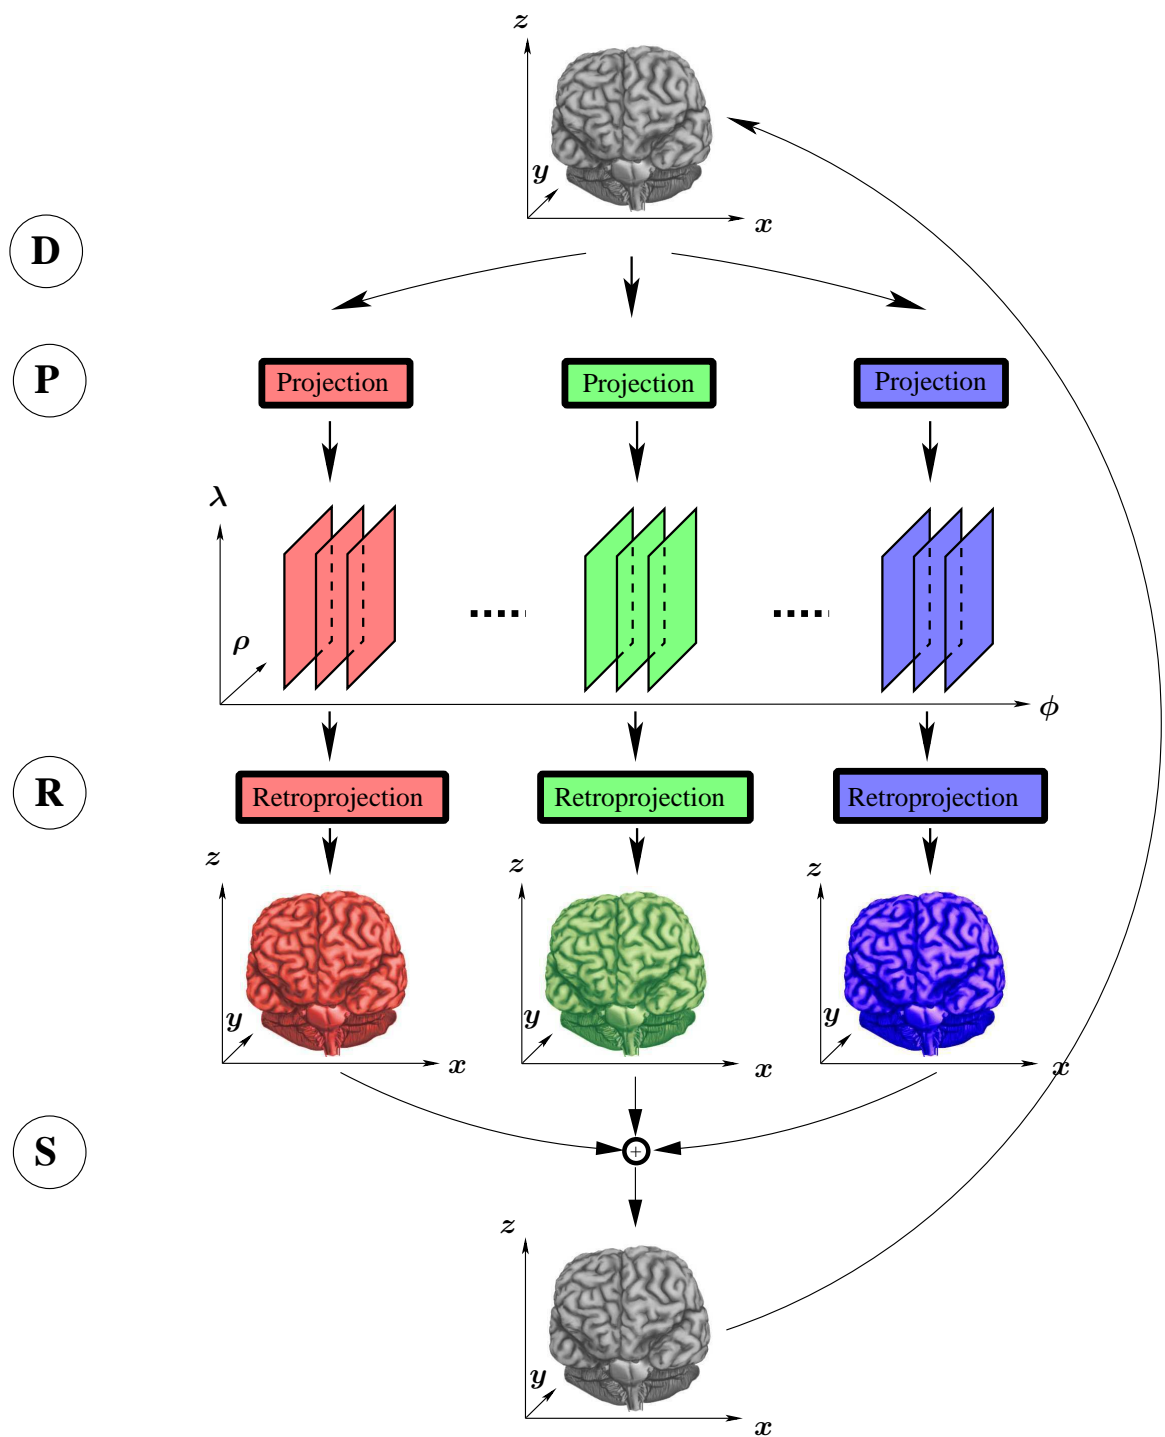 z
y
x
D
P
Projection Projection Projection
λ
ρ
ϕ
R
Retroprojection Retroprojection Retroprojection
z z z
y y y
x x x
S
+
z
y
x